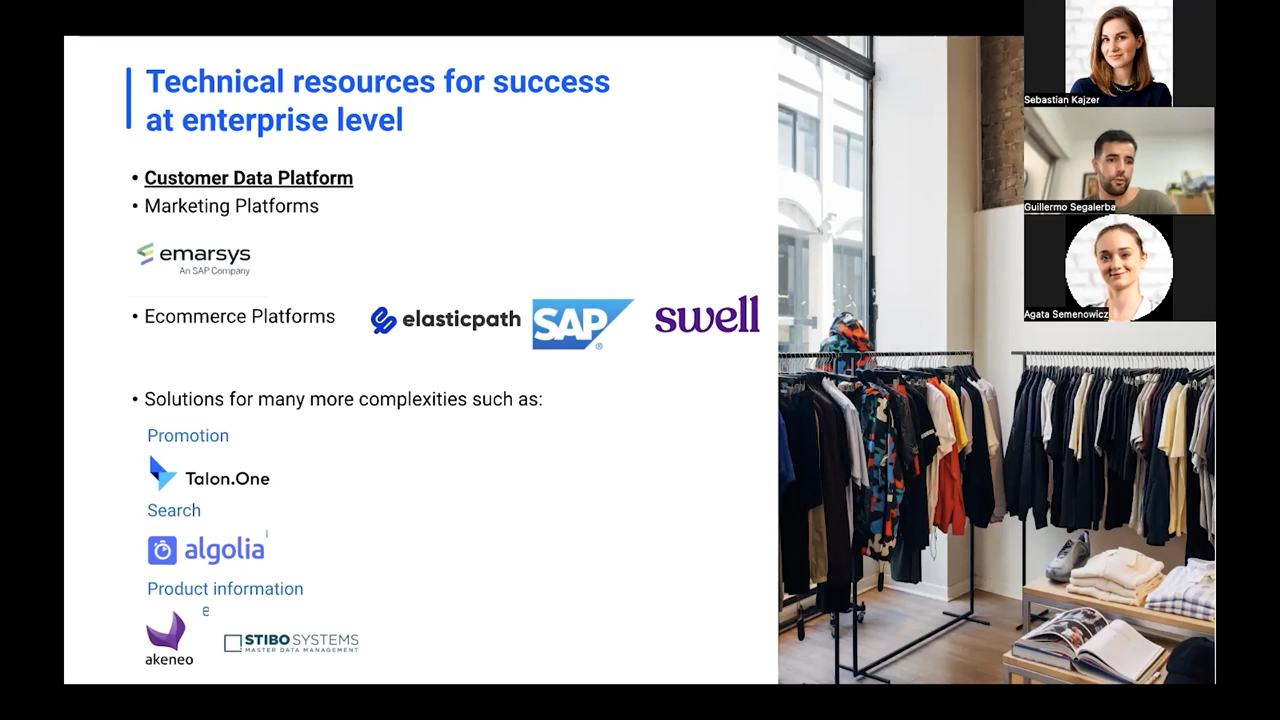 Technical resources for success
at enterprise level
• Customer Data Platform
• Marketing Platforms
emarsys
An SAP Company
• Ecommerce Platforms
elasticpath
SAP®
swell
• Solutions for many more complexities such as:
Promotion
Talon.One
Search
algolia
Product information
e
akeneo
STIBO SYSTEMS
MASTER DATA MANAGEMENT
Sebastian Kajzer
Guillermo Segalerba
Agata Semenowicz